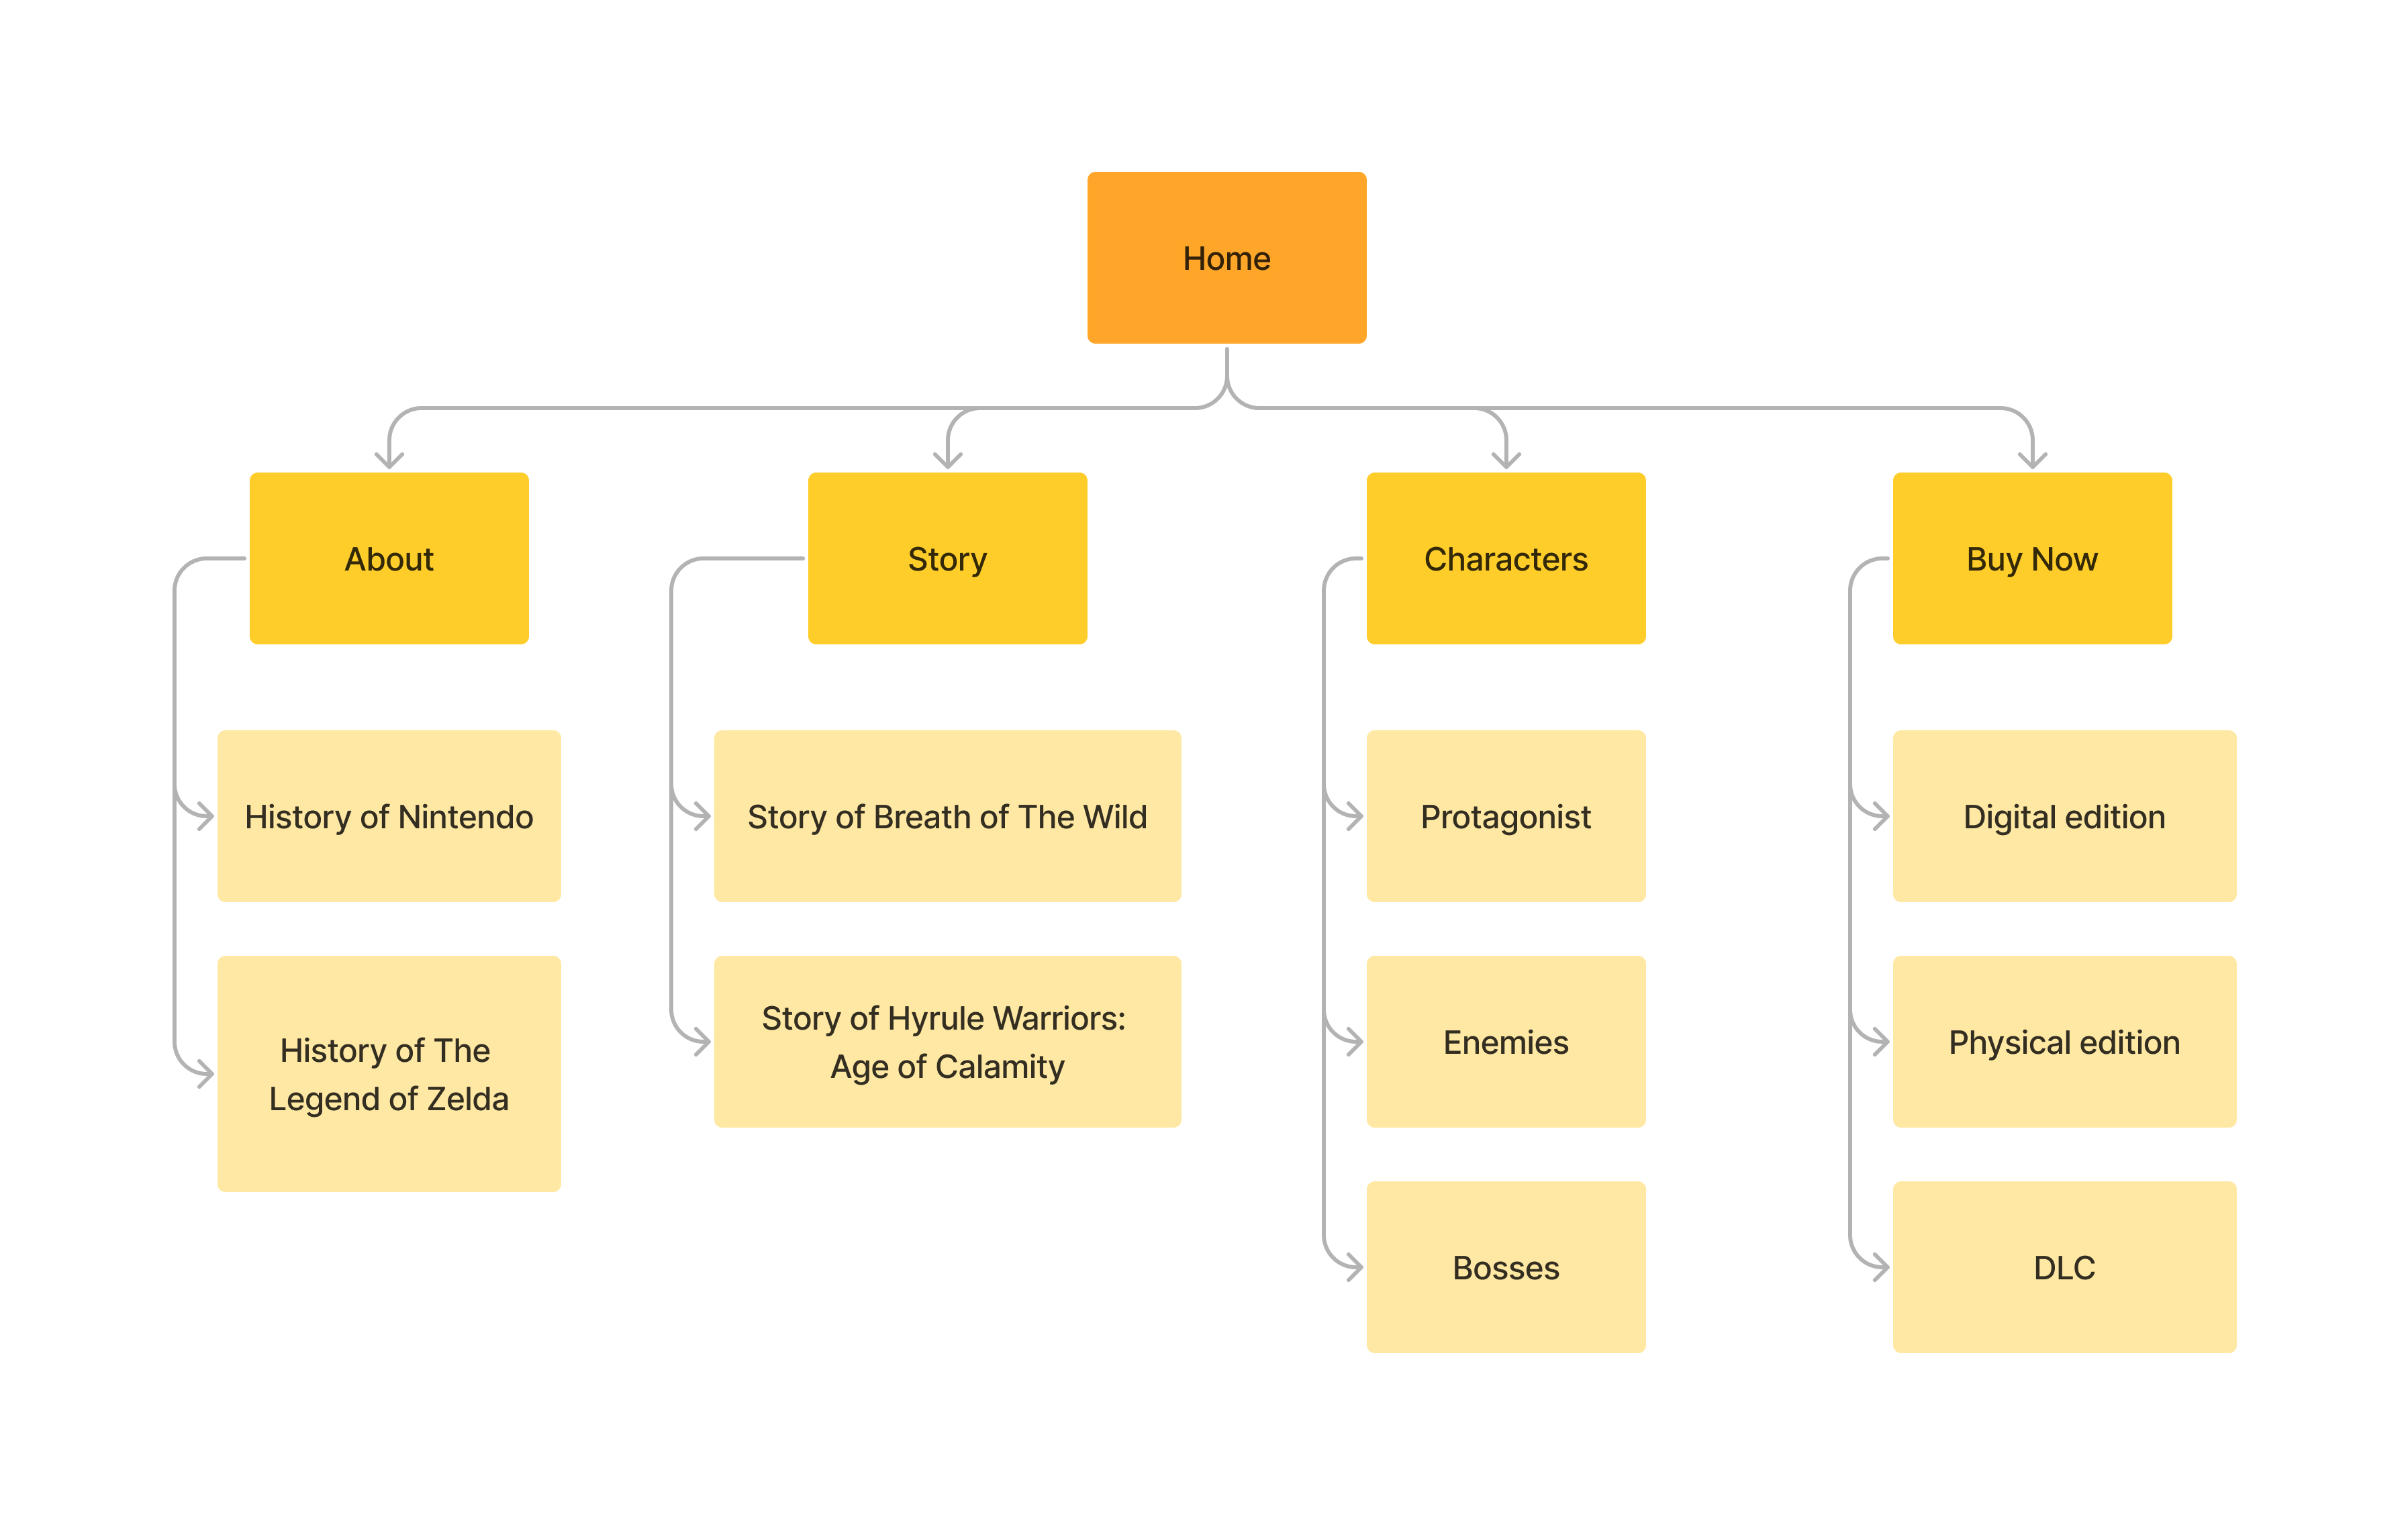 Home
About
Story
Characters
Buy Now
History of Nintendo
Story of Breath of The Wild
Protagonist
Digital edition
History of The
Legend of Zelda
Story of Hyrule Warriors:
Age of Calamity
Enemies
Physical edition
Bosses
DLC